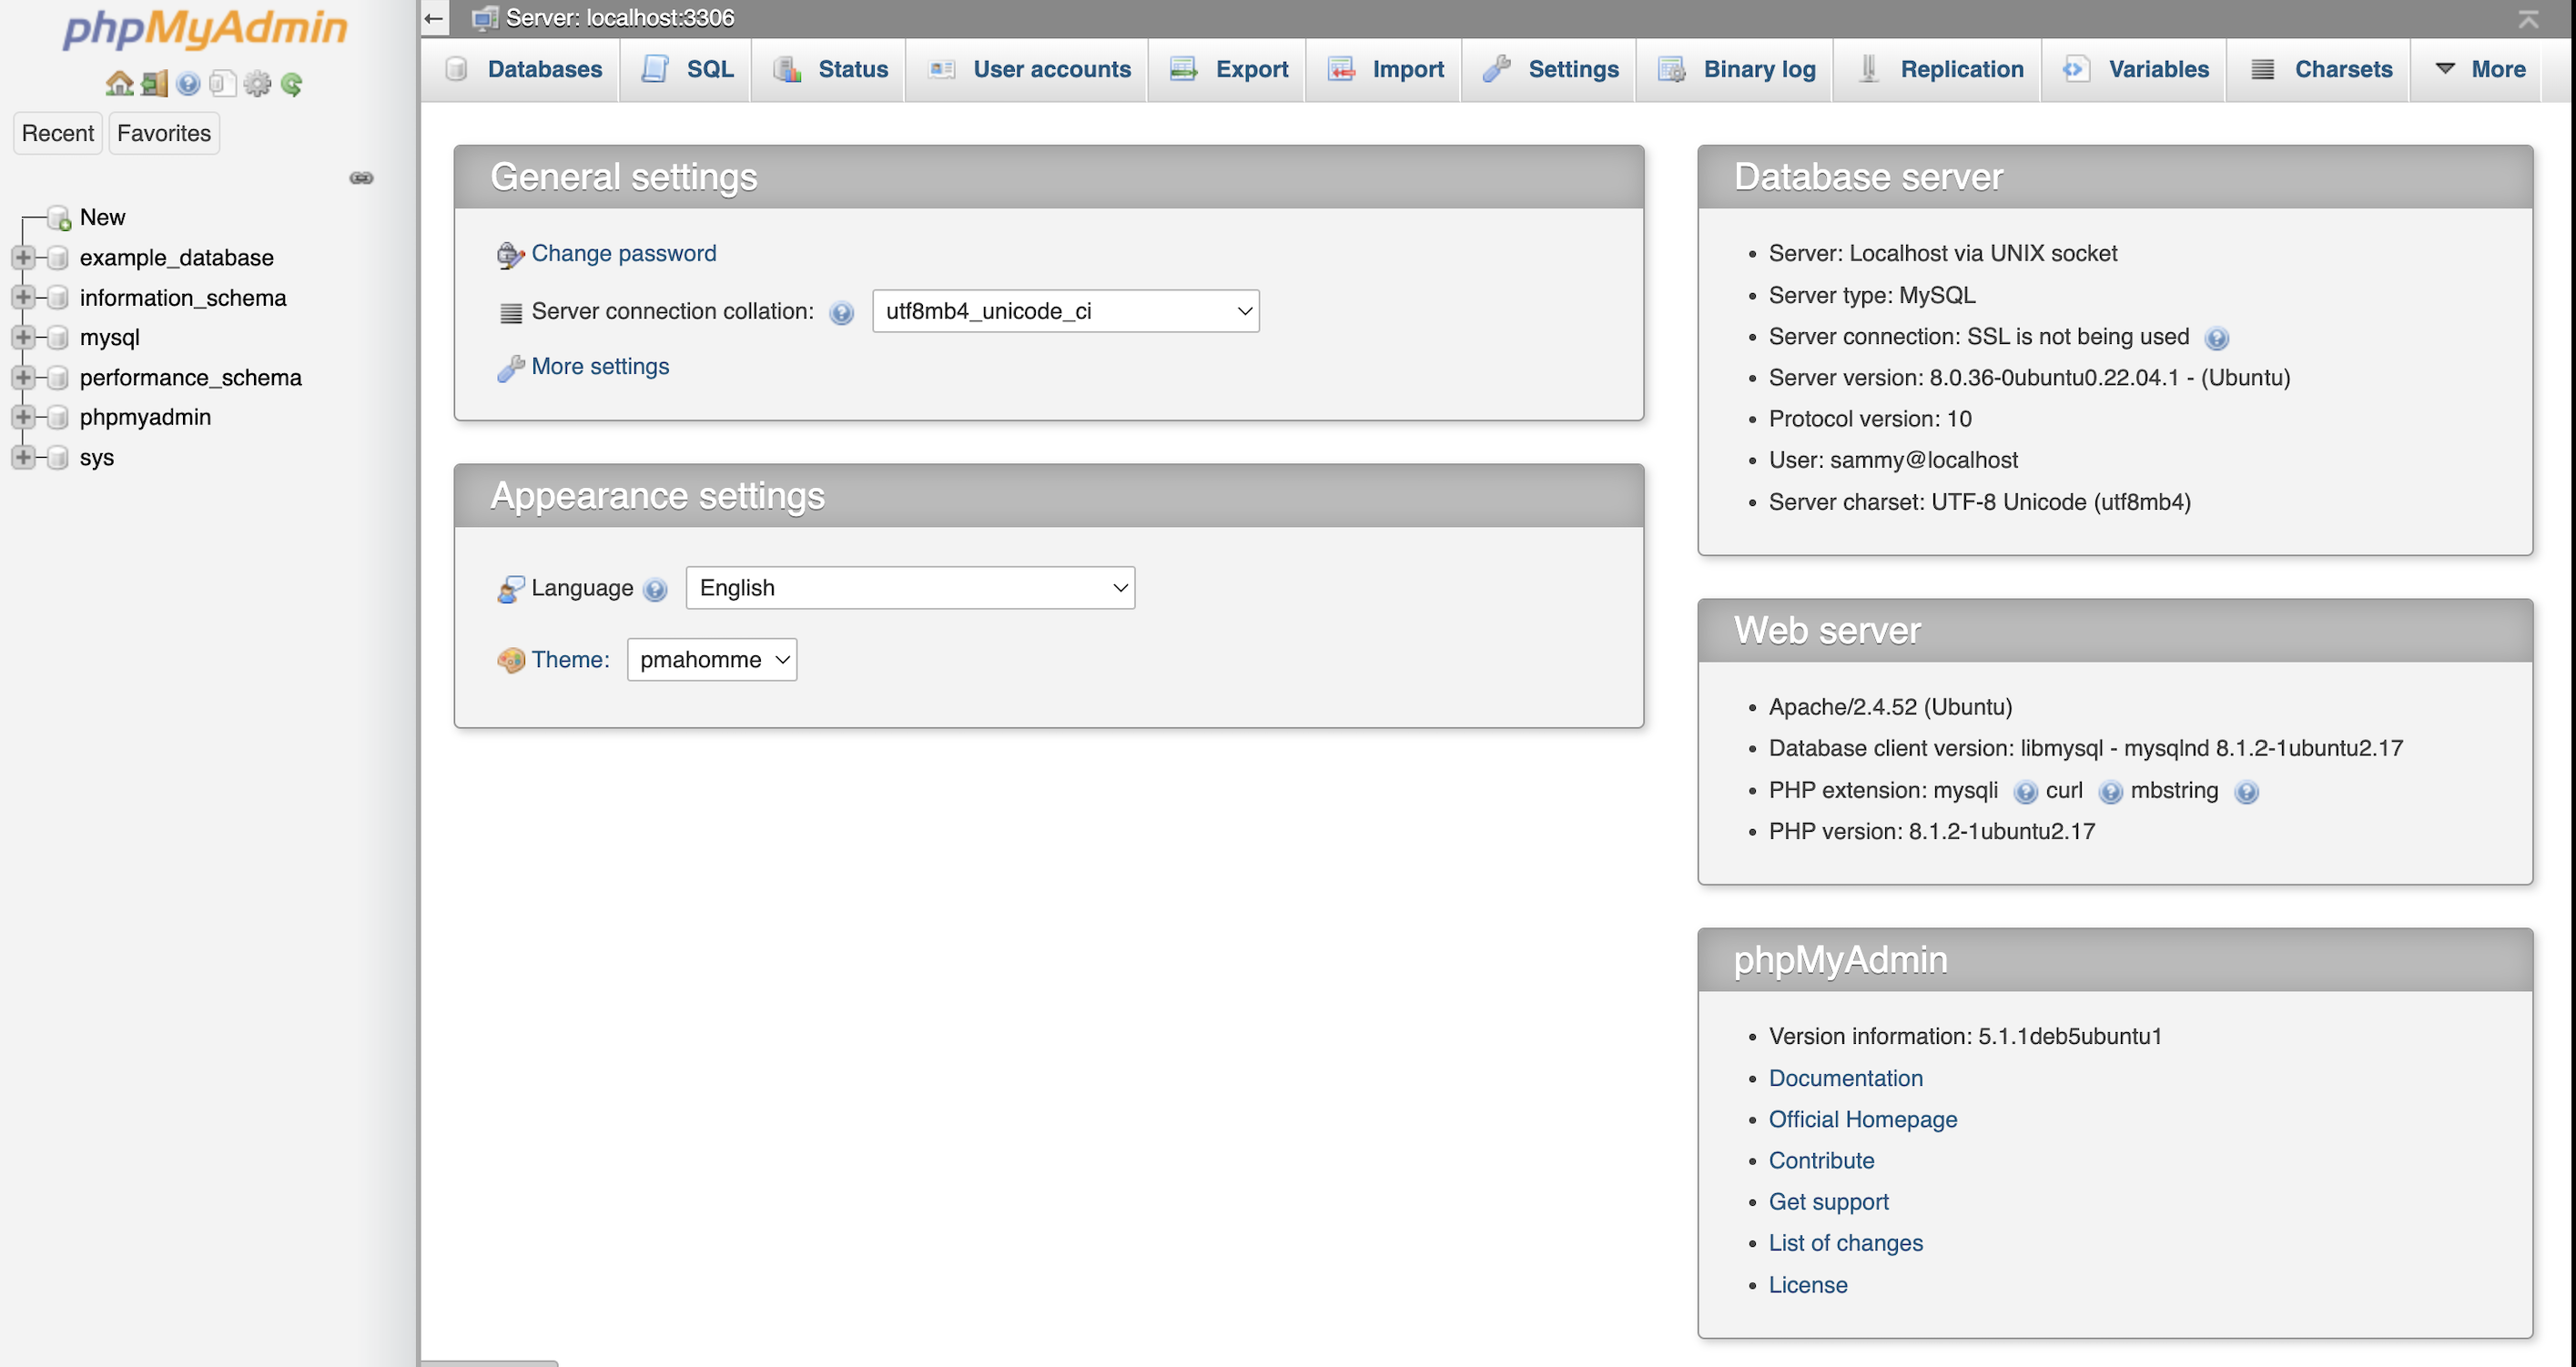 phpMyAdmin
Recent Favorites
New
example_database
information_schema
mysql
performance_schema
phpmyadmin
sys
Server: localhost:3306
Databases SQL Status User accounts Export Import Settings Binary log Replication Variables Charsets More
General settings
Change password
Server connection collation: utf8mb4_unicode_ci
More settings
Appearance settings
Language English
Theme: pmahomme
Database server
• Server: Localhost via UNIX socket
• Server type: MySQL
• Server connection: SSL is not being used
• Server version: 8.0.36-0ubuntu0.22.04.1 - (Ubuntu)
• Protocol version: 10
• User: sammy@localhost
• Server charset: UTF-8 Unicode (utf8mb4)
Web server
• Apache/2.4.52 (Ubuntu)
• Database client version: libmysql - mysqlnd 8.1.2-1ubuntu2.17
• PHP extension: mysqli curl mbstring
• PHP version: 8.1.2-1ubuntu2.17
phpMyAdmin
• Version information: 5.1.1deb5ubuntu1
• Documentation
• Official Homepage
• Contribute
• Get support
• List of changes
• License